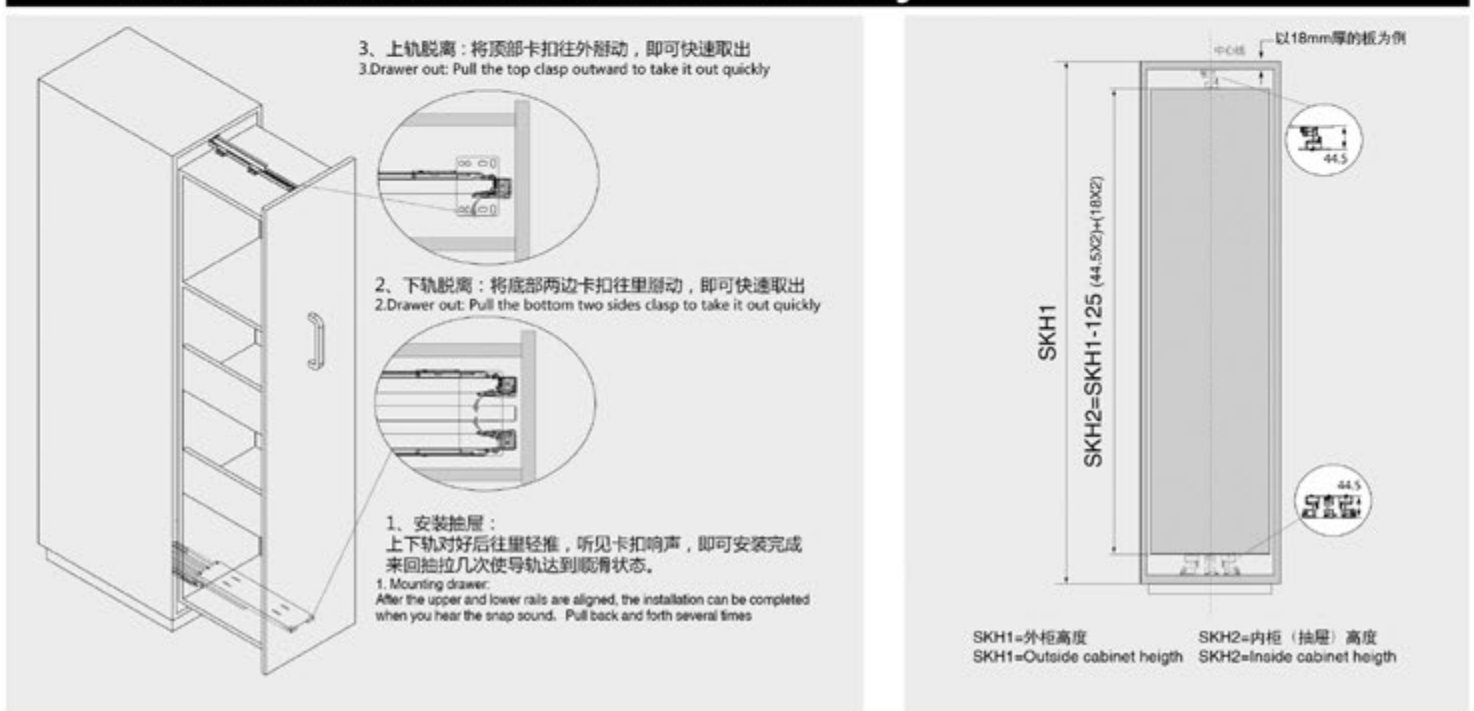 3、上轨脱离：将顶部卡扣往外掰动，即可快速取出
3.Drawer out: Pull the top clasp outward to take it out quickly
2、下轨脱离：将底部两边卡扣往里掰动，即可快速取出
2.Drawer out: Pull the bottom two sides clasp to take it out quickly
1、安装抽屉：
上下轨对好后往里轻推，听见卡扣响声，即可安装完成
来回抽拉几次使导轨达到顺滑状态。
1. Mounting drawer:
After the upper and lower rails are aligned, the installation can be completed
when you hear the snap sound. Pull back and forth several times
以18mm厚的板为例
中心线
44.5
SKH1
SKH2=SKH1-125 (44.5X2)+(18X2)
44.5
SKH1=外柜高度
SKH1=Outside cabinet heigth
SKH2=内柜（抽屉）高度
SKH2=Inside cabinet heigth